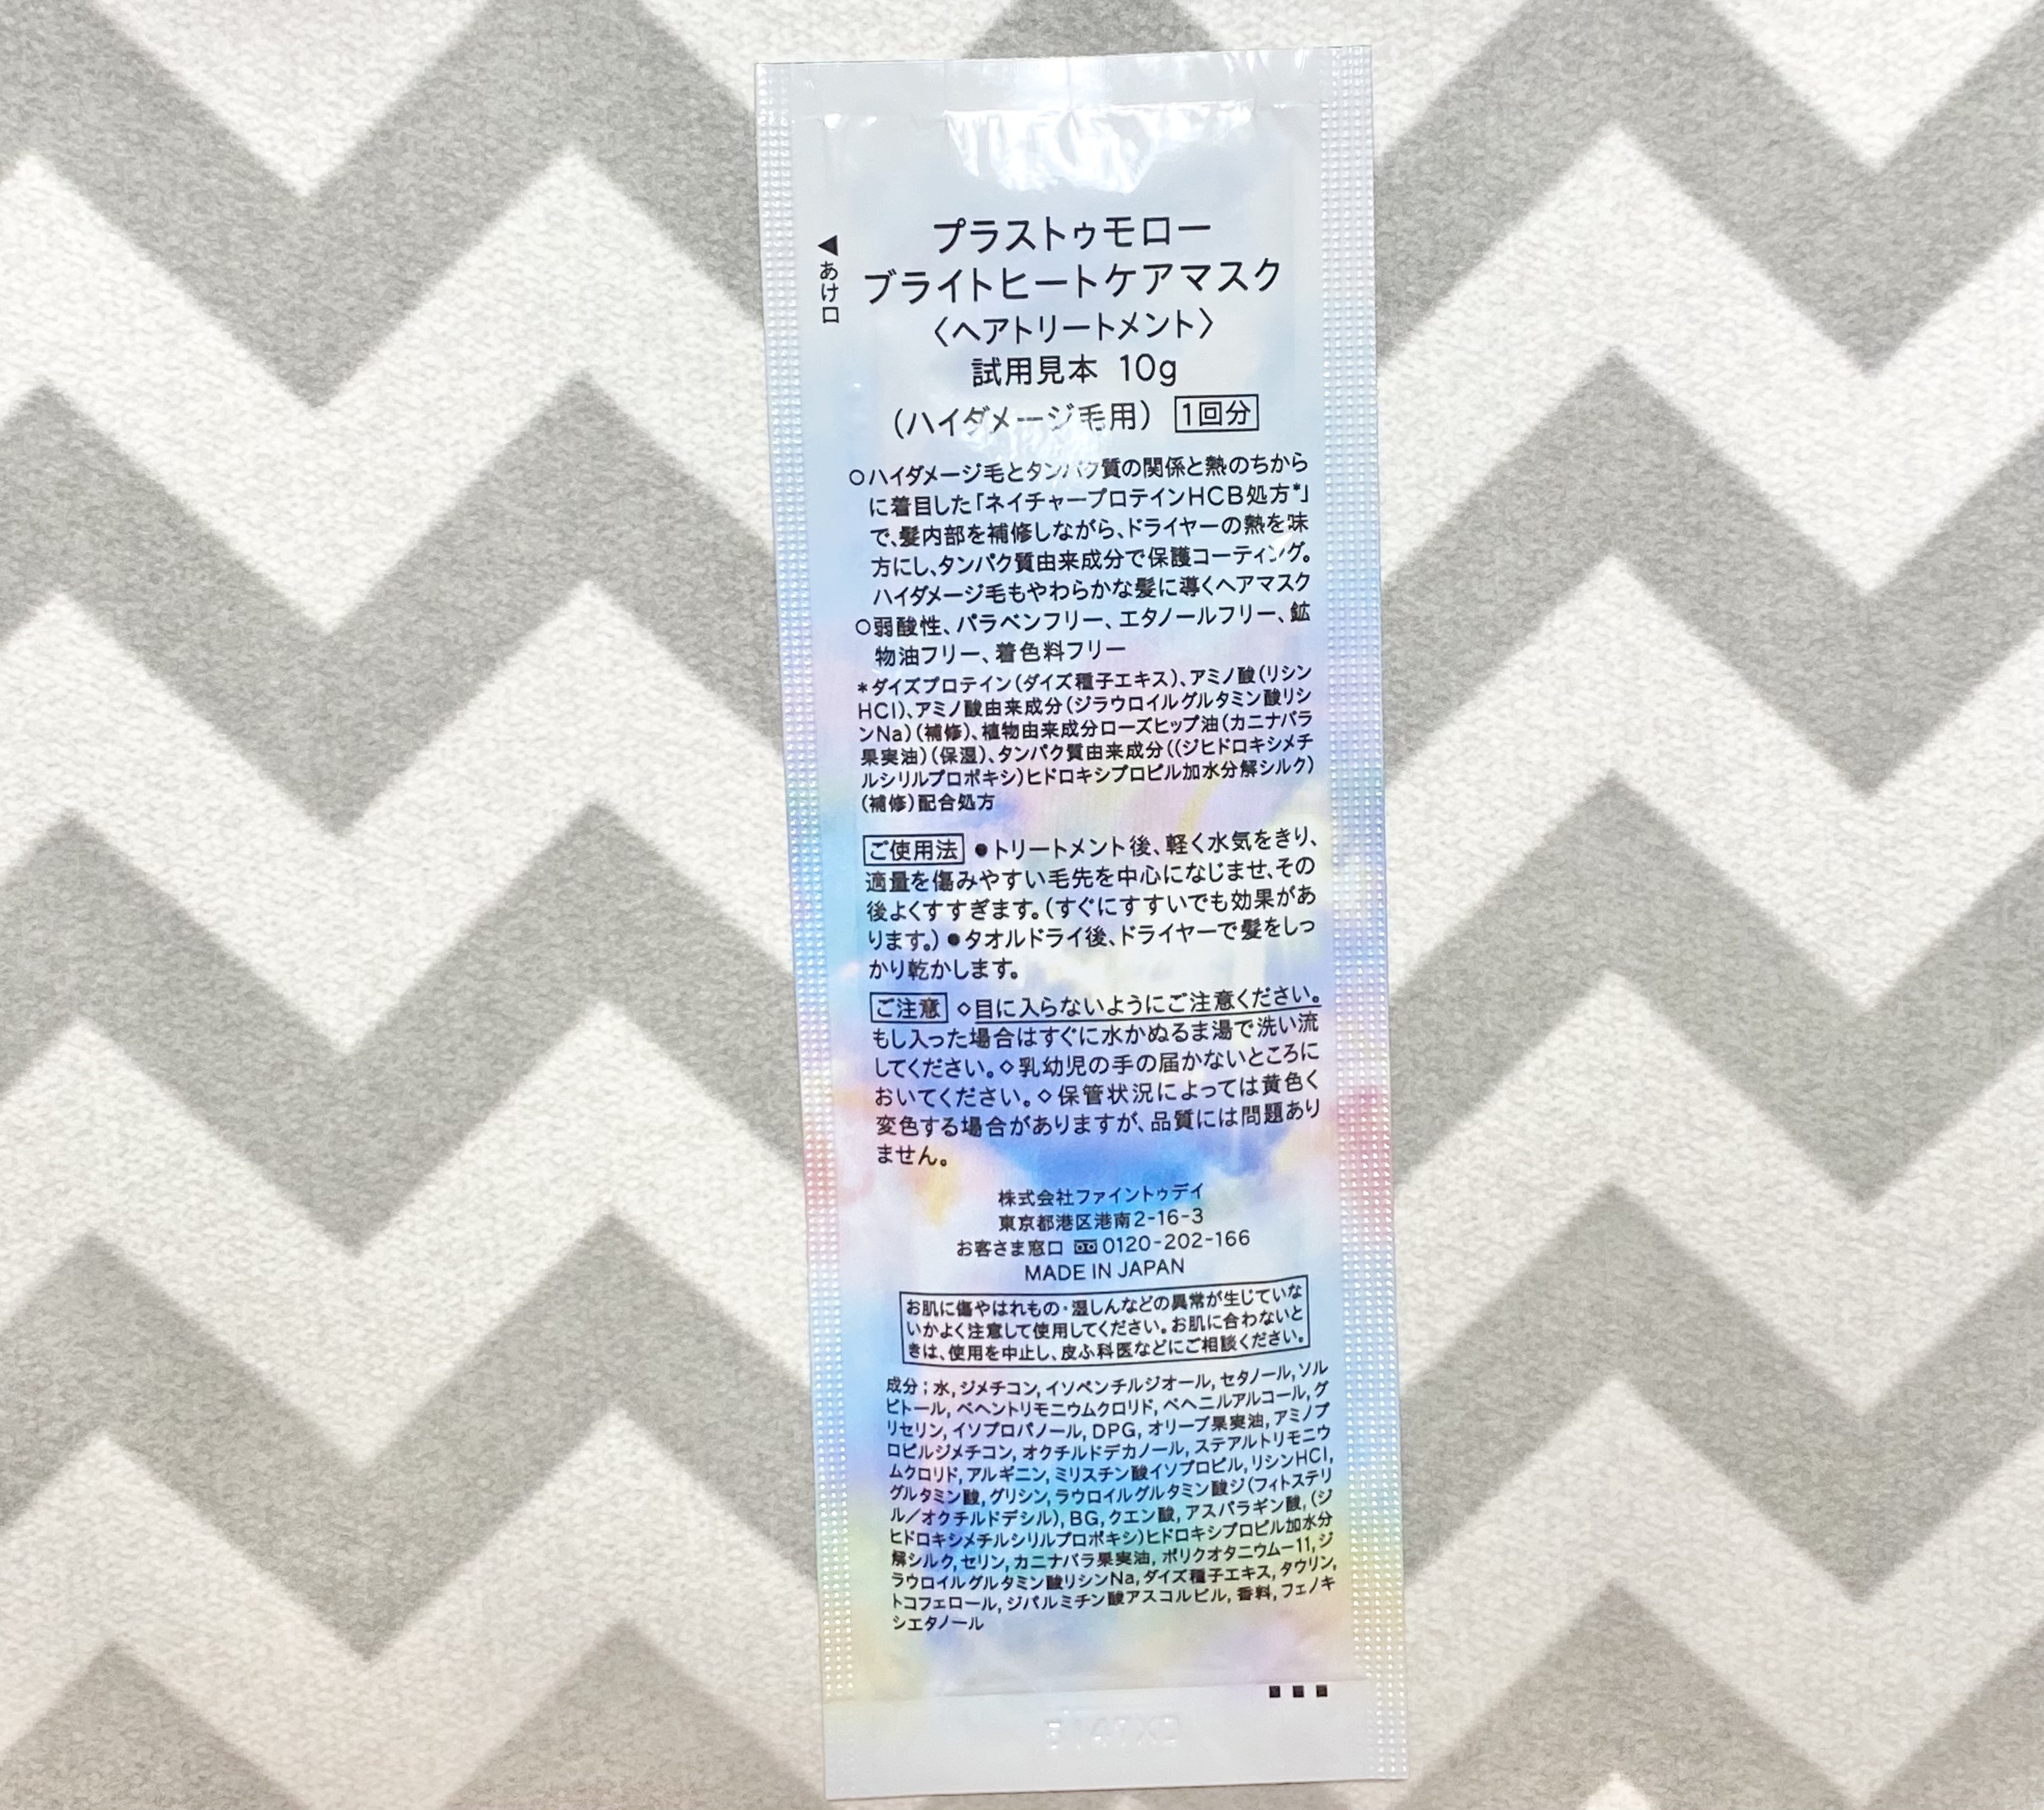 ◀あけ口
プラストゥモロー
ブライトヒートケアマスク
〈ヘアトリートメント〉
試用見本 10g
(ハイダメージ毛用) 1回分
○ハイダメージ毛とタンパク質の関係と熱のちから
に着目した「ネイチャープロテインHCB処方*」
で、髪内部を補修しながら、ドライヤーの熱を味
方にし、タンパク質由来成分で保護コーティング。
ハイダメージ毛もやわらかな髪に導くヘアマスク
○弱酸性、パラベンフリー、エタノールフリー、鉱
物油フリー、着色料フリー
*ダイズプロテイン(ダイズ種子エキス)、アミノ酸(リシン
HCl)、アミノ酸由来成分(ジラウロイルグルタミン酸リシ
ンNa)(補修)、植物由来成分ローズヒップ油(カニナバラ
果実油)(保湿)、タンパク質由来成分((ジヒドロキシメチ
ルシリルプロポキシ)ヒドロキシプロピル加水分解シルク)
(補修)配合処方
ご使用法 ●トリートメント後、軽く水気をきり、
適量を傷みやすい毛先を中心になじませ、その
後よくすすぎます。(すぐにすすいでも効果があ
ります。)●タオルドライ後、ドライヤーで髪をしっ
かり乾かします。
ご注意 ◇目に入らないようにご注意ください。
もし入った場合はすぐに水かぬるま湯で洗い流
してください。◇乳幼児の手の届かないところに
おいてください。◇保管状況によっては黄色く
変色する場合がありますが、品質には問題あり
ません。
株式会社ファイントゥデイ
東京都港区港南2-16-3
お客さま窓口 0120-202-166
MADE IN JAPAN
お肌に傷やはれもの・湿しんなどの異常が生じていな
いかよく注意して使用してください。お肌に合わないと
きは、使用を中止し、皮ふ科医などにご相談ください。
成分;水,ジメチコン,イソペンチルジオール,セタノール,ソル
ビトール,ベヘントリモニウムクロリド,ベヘニルアルコール,グ
リセリン,イソプロパノール,DPG,オリーブ果実油,アミノプ
ロピルジメチコン,オクチルドデカノール,ステアルトリモニウ
ムクロリド,アルギニン,ミリスチン酸イソプロピル,リシンHCl,
グルタミン酸,グリシン,ラウロイルグルタミン酸ジ(フィトステリ
ル/オクチルドデシル),BG,クエン酸,アスパラギン酸,(ジ
ヒドロキシメチルシリルプロポキシ)ヒドロキシプロピル加水分
解シルク,セリン,カニナバラ果実油,ポリクオタニウム-11,ジ
ラウロイルグルタミン酸リシンNa,ダイズ種子エキス,タウリン,
トコフェロール,ジパルミチン酸アスコルビル,香料,フェノキ
シエタノール